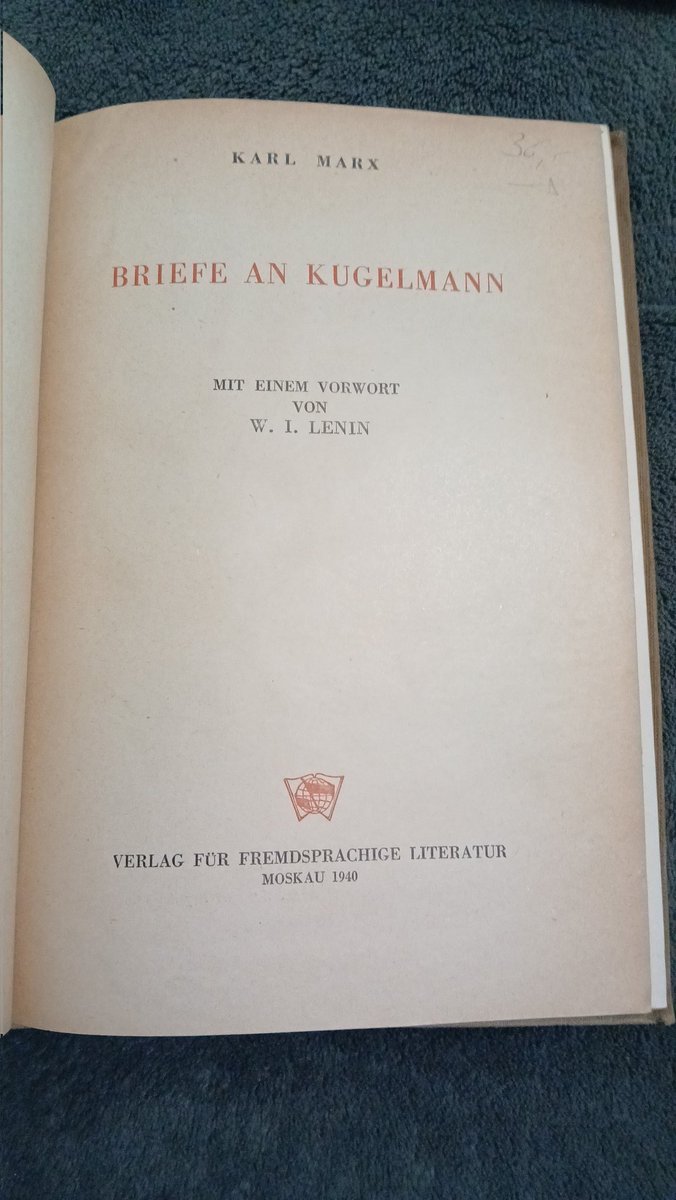 KARL MARX
BRIEFE AN KUGELMANN
MIT EINEM VORWORT
VON
W. I. LENIN
VERLAG FÜR FREMDSPRACHIGE LITERATUR
MOSKAU 1940